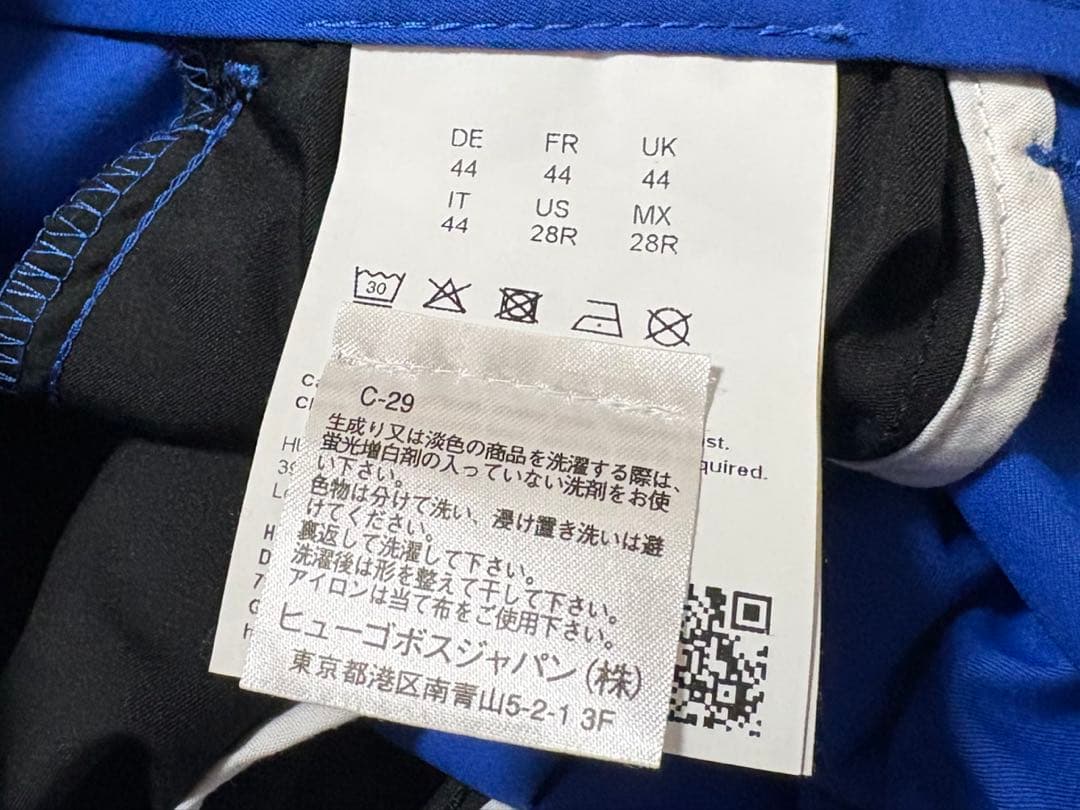 DE FR UK
44 44 44
IT US MX
44 28R 28R
30
st.
quired.
C-29
生成り又は淡色の商品を洗濯する際は、
蛍光増白剤の入っていない洗剤をお使
い下さい。
色物は分けて洗い、浸け置き洗いは避
けてください。
裏返して洗濯して下さい。
洗濯後は形を整えて干して下さい。
アイロンは当て布をご使用下さい。
ヒューゴボスジャパン(株)
東京都港区南青山5-2-1 3F